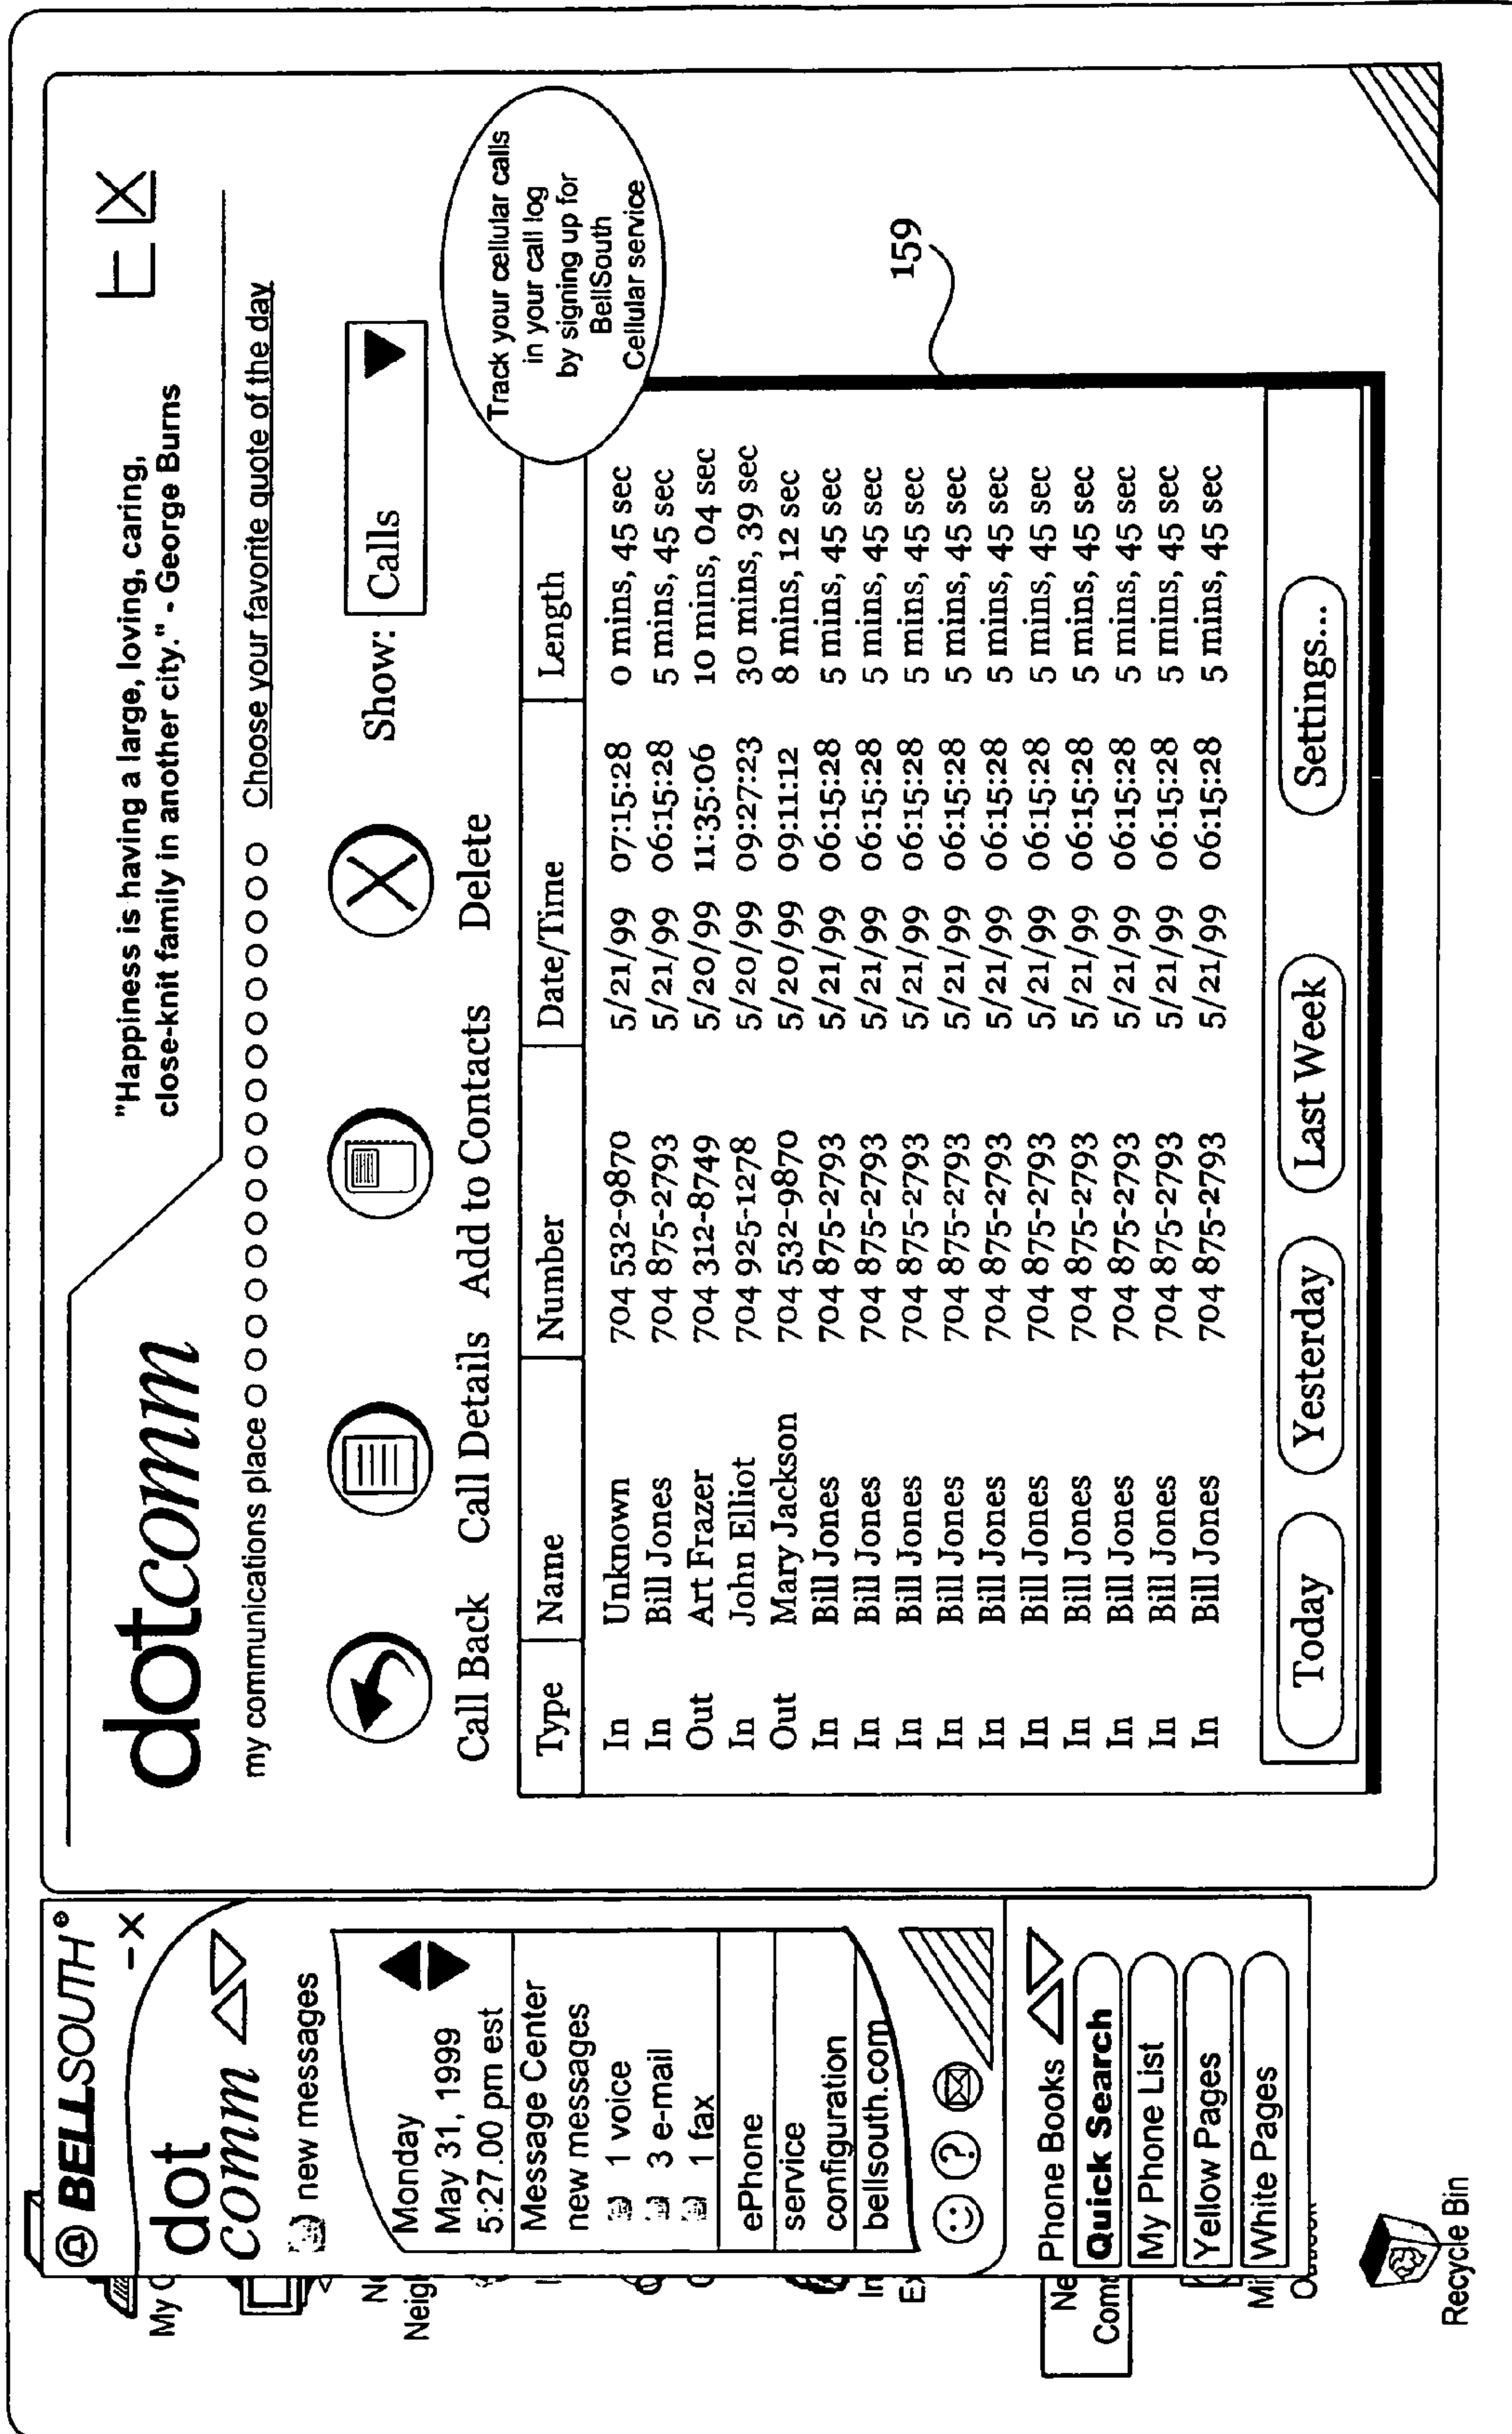 BELLSOUTH®
– X
dot
comm
new messages
Monday
May 31, 1999
5:27.00 pm est
Message Center
new messages
1 voice
3 e-mail
1 fax
ePhone
service
configuration
bellsouth.com
?
Phone Books
Quick Search
My Phone List
Yellow Pages
White Pages
My
Neig
Ne
Com
Mi
Recycle Bin
dotcomm
"Happiness is having a large, loving, caring,
close-knit family in another city." - George Burns
X
my communications place Choose your favorite quote of the day
Call Back Call Details Add to Contacts Delete Show: Calls
Track your cellular calls
in your call log
by signing up for
BellSouth
Cellular service
Type Name Number Date/Time Length
In Unknown 704 532-9870 5/21/99 07:15:28 0 mins, 45 sec
In Bill Jones 704 875-2793 5/21/99 06:15:28 5 mins, 45 sec
Out Art Frazer 704 312-8749 5/20/99 11:35:06 10 mins, 04 sec
In John Elliot 704 925-1278 5/20/99 09:27:23 30 mins, 39 sec
Out Mary Jackson 704 532-9870 5/20/99 09:11:12 8 mins, 12 sec
In Bill Jones 704 875-2793 5/21/99 06:15:28 5 mins, 45 sec
In Bill Jones 704 875-2793 5/21/99 06:15:28 5 mins, 45 sec
In Bill Jones 704 875-2793 5/21/99 06:15:28 5 mins, 45 sec
In Bill Jones 704 875-2793 5/21/99 06:15:28 5 mins, 45 sec
In Bill Jones 704 875-2793 5/21/99 06:15:28 5 mins, 45 sec
In Bill Jones 704 875-2793 5/21/99 06:15:28 5 mins, 45 sec
In Bill Jones 704 875-2793 5/21/99 06:15:28 5 mins, 45 sec
In Bill Jones 704 875-2793 5/21/99 06:15:28 5 mins, 45 sec
In Bill Jones 704 875-2793 5/21/99 06:15:28 5 mins, 45 sec
In Bill Jones 704 875-2793 5/21/99 06:15:28 5 mins, 45 sec
Today Yesterday Last Week Settings...
159